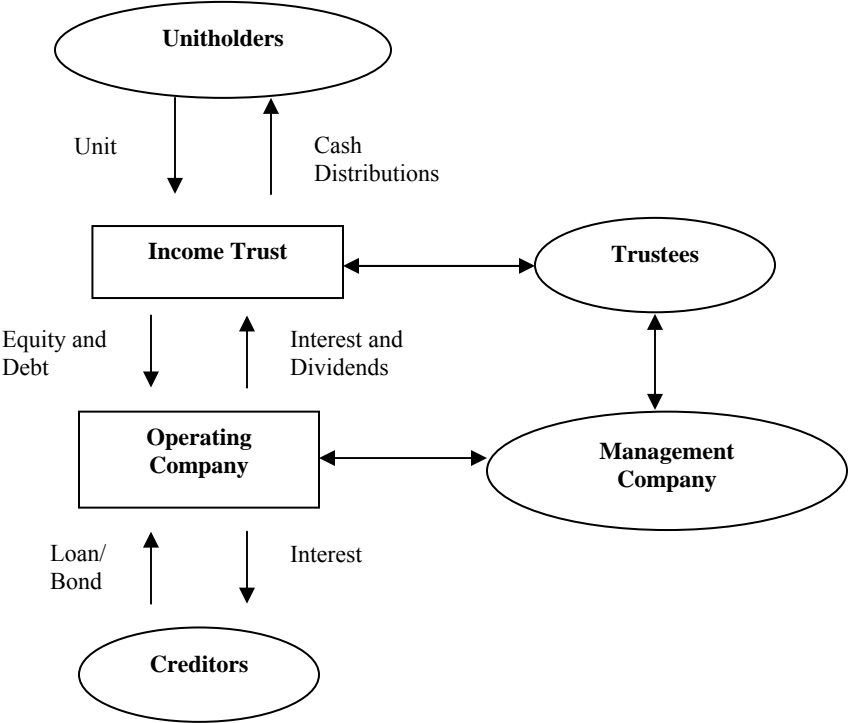 Unitholders
Unit
Cash
Distributions
Income Trust
Trustees
Equity and
Debt
Interest and
Dividends
Operating
Company
Management
Company
Loan/
Bond
Interest
Creditors